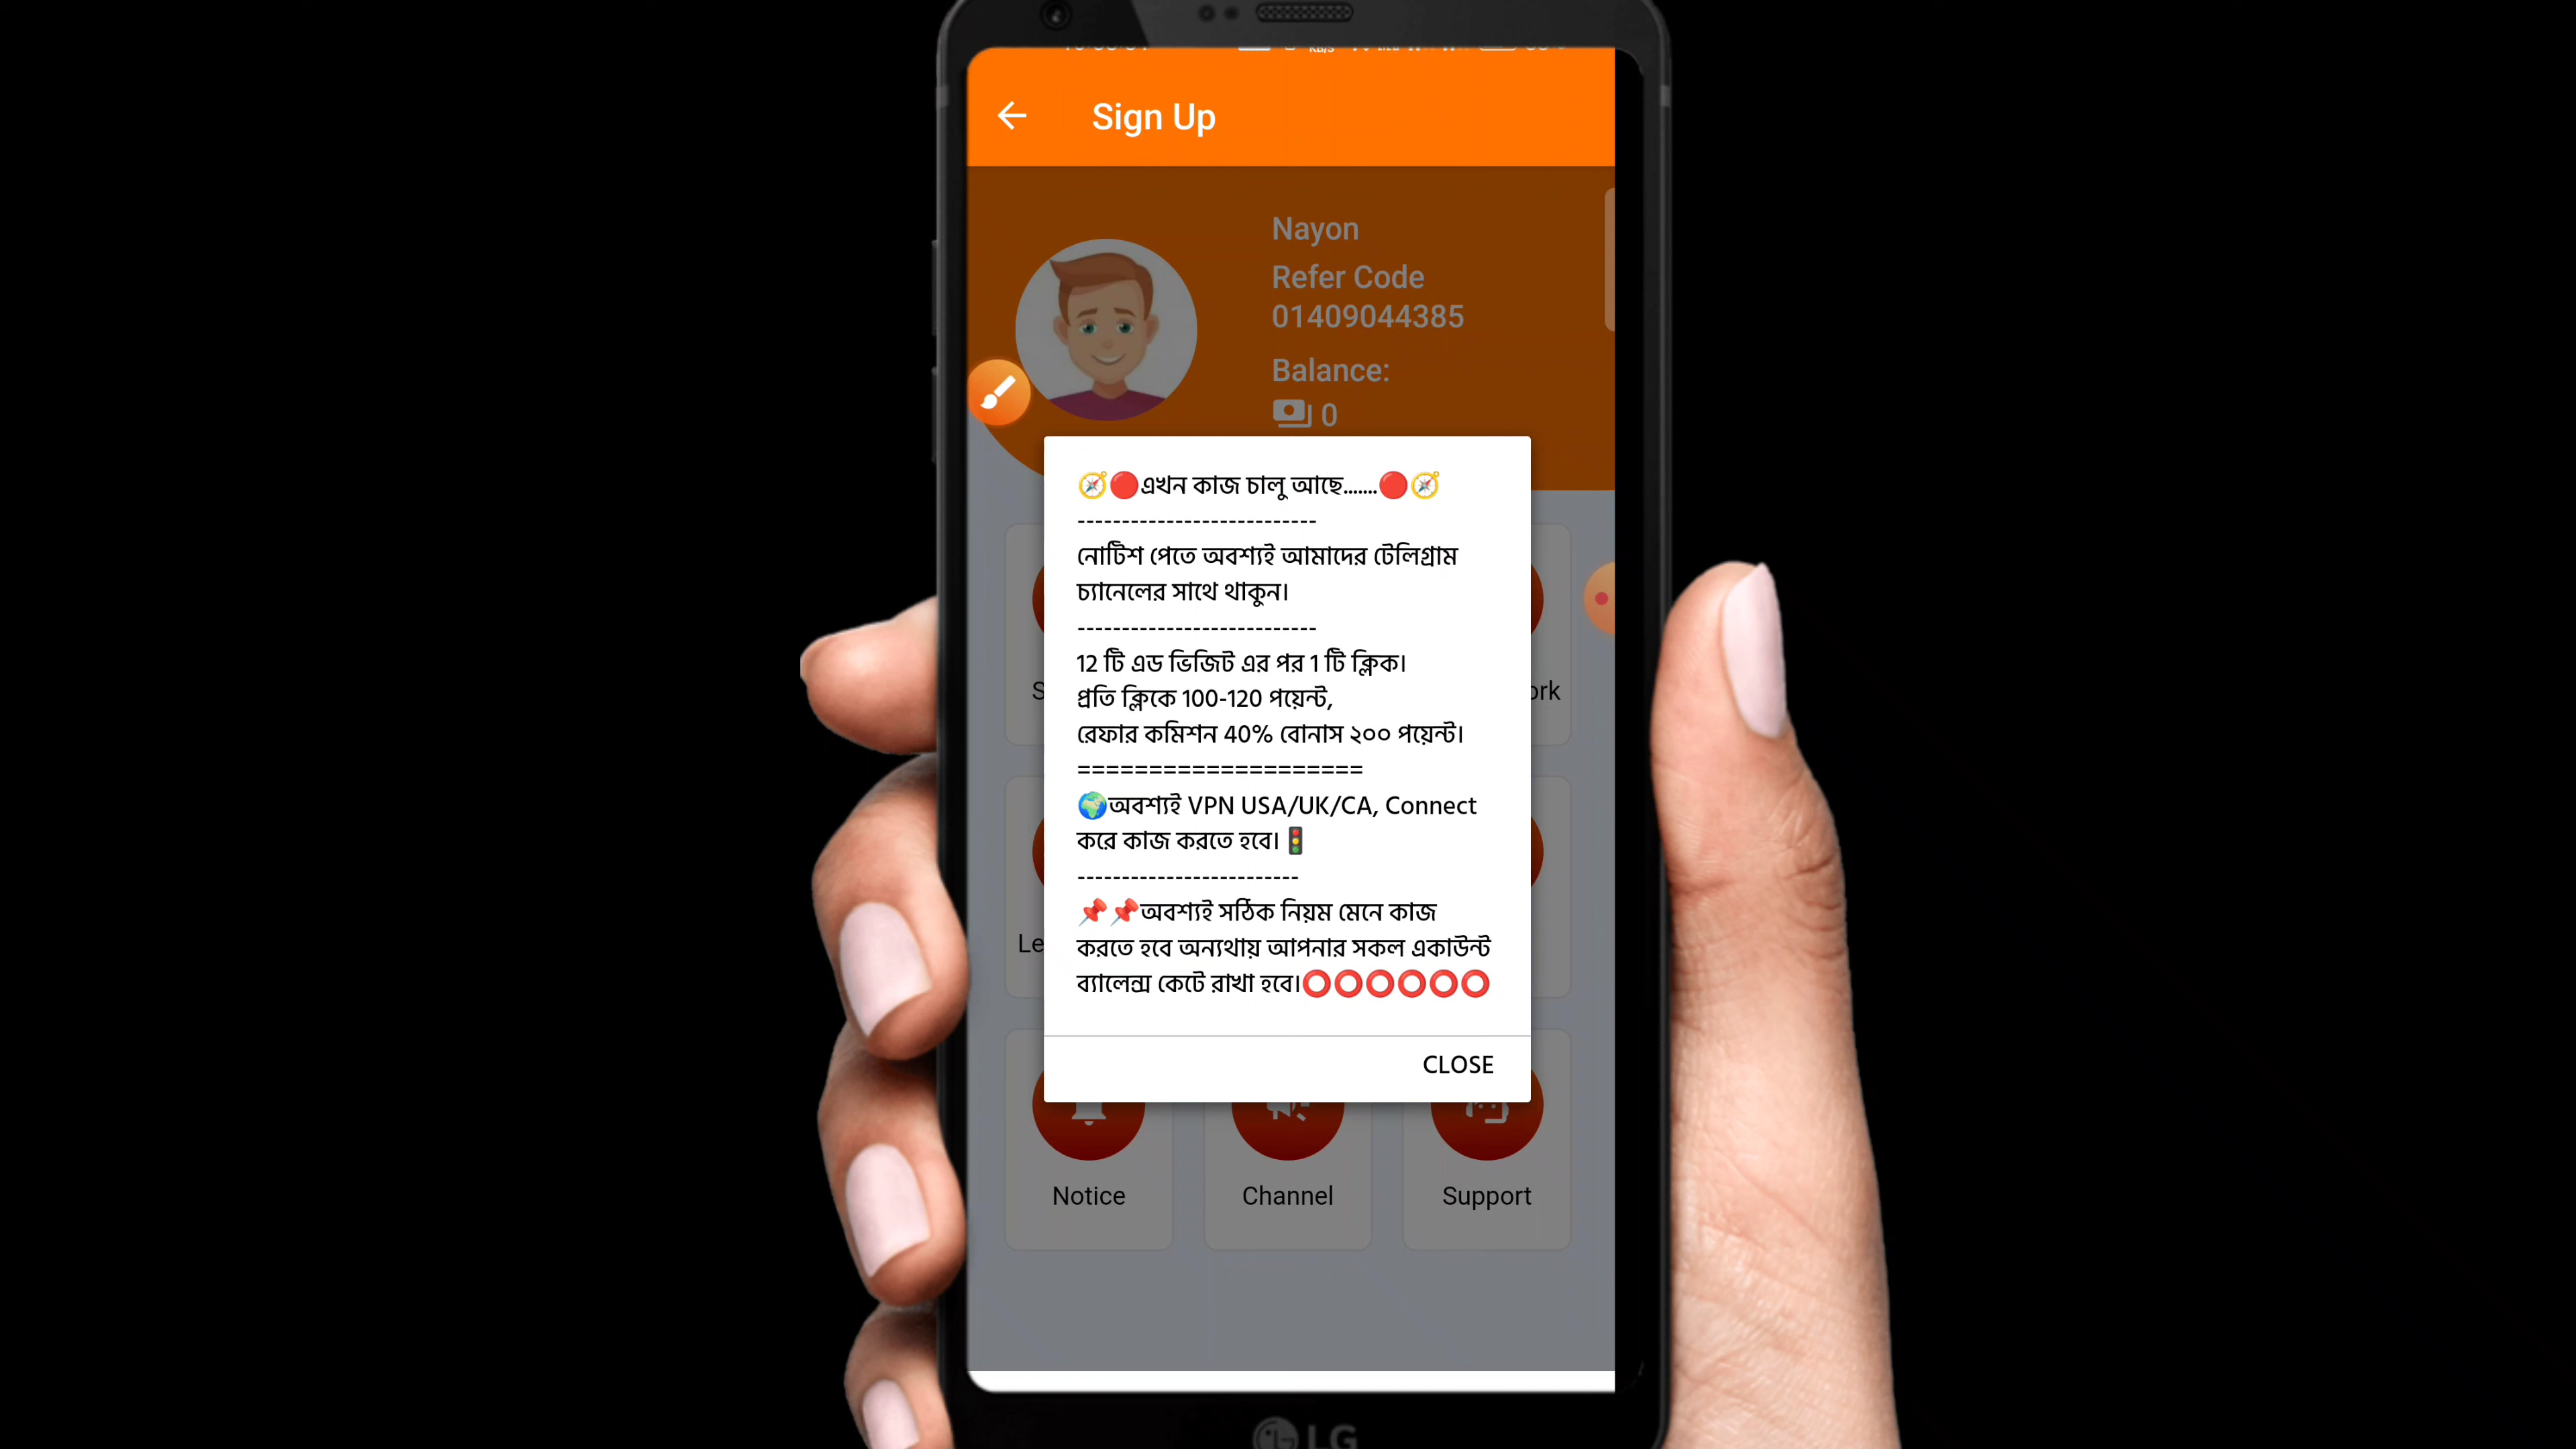 Sign Up
Nayon
Refer Code
01409044385
Balance:
0
🧭🔴এখন কাজ চালু আছে.......🔴🧭
---------------------------
নোটিশ পেতে অবশ্যই আমাদের টেলিগ্রাম
চ্যানেলের সাথে থাকুন।
---------------------------
12 টি এড ভিজিট এর পর 1 টি ক্লিক।
প্রতি ক্লিকে 100-120 পয়েন্ট,
রেফার কমিশন 40% বোনাস ২০০ পয়েন্ট।
====================
🌍অবশ্যই VPN USA/UK/CA, Connect
করে কাজ করতে হবে।🚦
-------------------------
📌📌অবশ্যই সঠিক নিয়ম মেনে কাজ
করতে হবে অন্যথায় আপনার সকল একাউন্ট
ব্যালেন্স কেটে রাখা হবে।⭕⭕⭕⭕⭕⭕
CLOSE
Notice Channel Support
LG